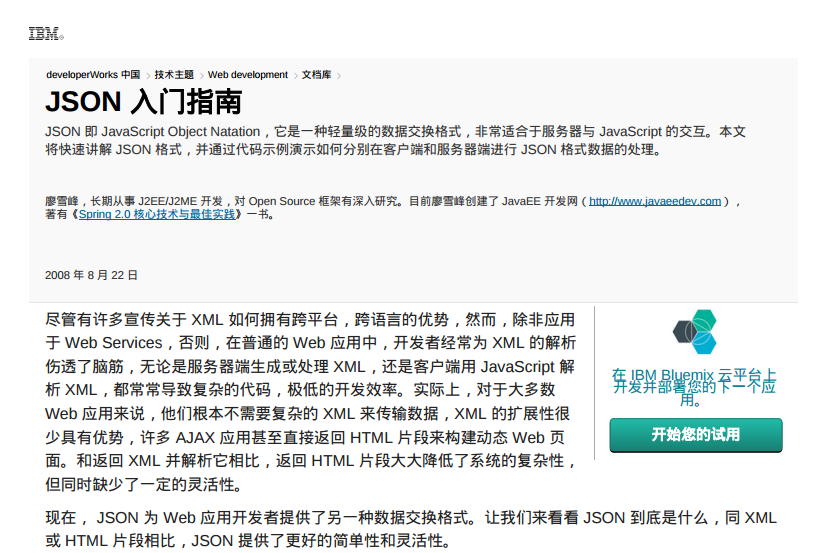 IBM®
developerWorks 中国 > 技术主题 > Web development > 文档库 >
JSON 入门指南
JSON 即 JavaScript Object Natation，它是一种轻量级的数据交换格式，非常适合于服务器与 JavaScript 的交互。本文
将快速讲解 JSON 格式，并通过代码示例演示如何分别在客户端和服务器端进行 JSON 格式数据的处理。
廖雪峰，长期从事 J2EE/J2ME 开发，对 Open Source 框架有深入研究。目前廖雪峰创建了 JavaEE 开发网（http://www.javaeedev.com），
著有《Spring 2.0 核心技术与最佳实践》一书。
2008 年 8 月 22 日
尽管有许多宣传关于 XML 如何拥有跨平台，跨语言的优势，然而，除非应用
于 Web Services，否则，在普通的 Web 应用中，开发者经常为 XML 的解析
伤透了脑筋，无论是服务器端生成或处理 XML，还是客户端用 JavaScript 解
析 XML，都常常导致复杂的代码，极低的开发效率。实际上，对于大多数
Web 应用来说，他们根本不需要复杂的 XML 来传输数据，XML 的扩展性很
少具有优势，许多 AJAX 应用甚至直接返回 HTML 片段来构建动态 Web 页
面。和返回 XML 并解析它相比，返回 HTML 片段大大降低了系统的复杂性，
但同时缺少了一定的灵活性。
在 IBM Bluemix 云平台上
开发并部署您的下一个应
用。
开始您的试用
现在， JSON 为 Web 应用开发者提供了另一种数据交换格式。让我们来看看 JSON 到底是什么，同 XML
或 HTML 片段相比，JSON 提供了更好的简单性和灵活性。